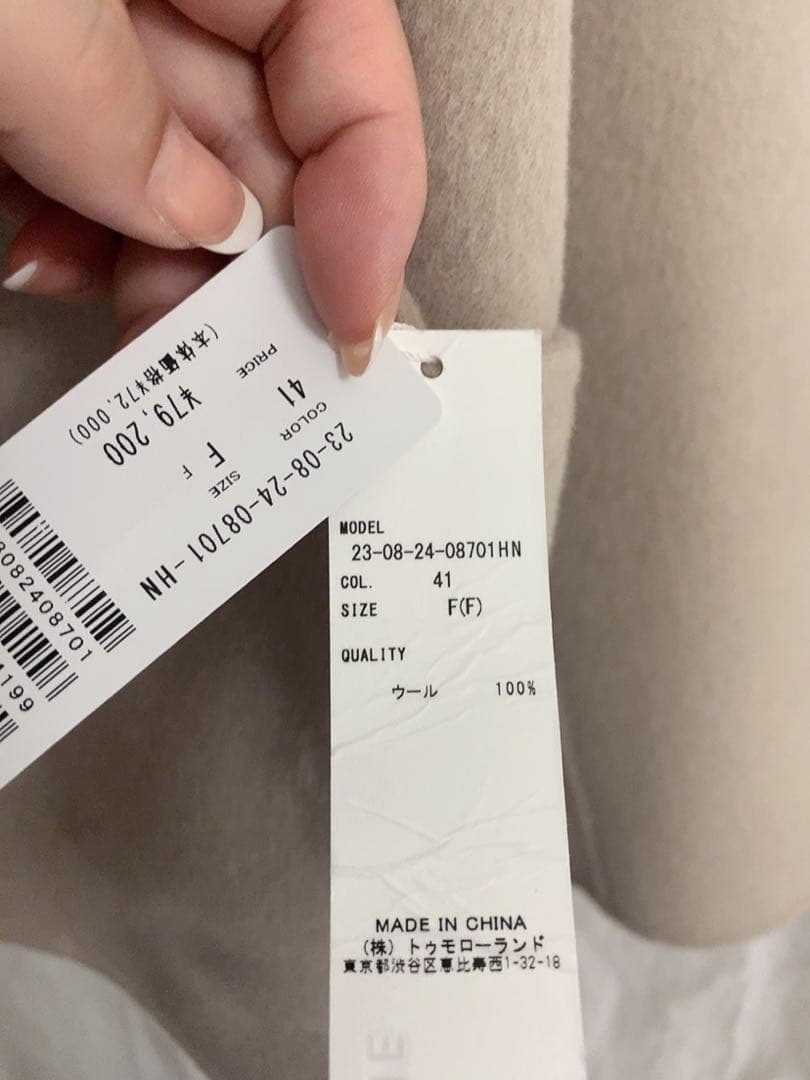 23-08-24-08701-HN
COLOR
SIZE
41
F F
PRICE
¥79,200
(本体価格¥72,000)
8082408701
1199
MODEL
23-08-24-08701HN
COL. 41
SIZE F(F)
QUALITY
ウール 100%
MADE IN CHINA
(株)トゥモローランド
東京都渋谷区恵比寿西1-32-18